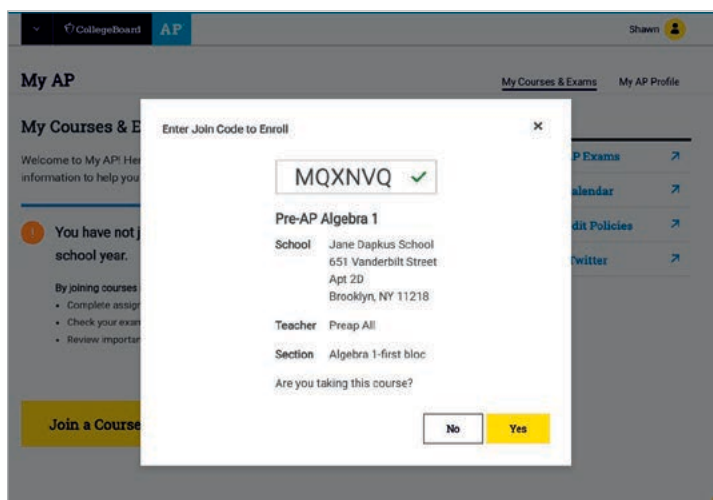 CollegeBoard AP Shawn
My AP
My Courses & Exams My AP Profile
My Courses & E
Welcome to My AP! Her
information to help you
You have not j
school year.
By joining courses
• Complete assign
• Check your exam
• Review importan
Join a Course
Enter Join Code to Enroll
MQXNVQ
Pre-AP Algebra 1
School Jane Dapkus School
651 Vanderbilt Street
Apt 2D
Brooklyn, NY 11218
Teacher Preap All
Section Algebra 1-first bloc
Are you taking this course?
No Yes
P Exams
alendar
dit Policies
Twitter